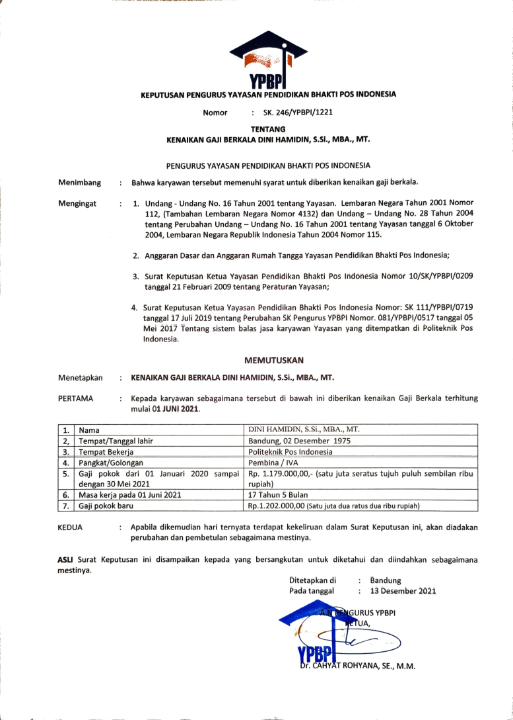 YPBPI
KEPUTUSAN PENGURUS YAYASAN PENDIDIKAN BHAKTI POS INDONESIA
Nomor : SK. 246/YPBPI/1221
TENTANG
KENAIKAN GAJI BERKALA DINI HAMIDIN, S.Si., MBA., MT.
PENGURUS YAYASAN PENDIDIKAN BHAKTI POS INDONESIA
Menimbang : Bahwa karyawan tersebut memenuhi syarat untuk diberikan kenaikan gaji berkala.
Mengingat : 1. Undang - Undang No. 16 Tahun 2001 tentang Yayasan. Lembaran Negara Tahun 2001 Nomor
112, (Tambahan Lembaran Negara Nomor 4132) dan Undang – Undang No. 28 Tahun 2004
tentang Perubahan Undang – Undang No. 16 Tahun 2001 tentang Yayasan tanggal 6 Oktober
2004, Lembaran Negara Republik Indonesia Tahun 2004 Nomor 115.
2. Anggaran Dasar dan Anggaran Rumah Tangga Yayasan Pendidikan Bhakti Pos Indonesia;
3. Surat Keputusan Ketua Yayasan Pendidikan Bhakti Pos Indonesia Nomor 10/SK/YPBPI/0209
tanggal 21 Februari 2009 tentang Peraturan Yayasan;
4. Surat Keputusan Ketua Yayasan Pendidikan Bhakti Pos Indonesia Nomor: SK 111/YPBPI/0719
tanggal 17 Juli 2019 tentang Perubahan SK Pengurus YPBPI Nomor. 081/YPBPI/0517 tanggal 05
Mei 2017 Tentang sistem balas jasa karyawan Yayasan yang ditempatkan di Politeknik Pos
Indonesia.
MEMUTUSKAN
Menetapkan : KENAIKAN GAJI BERKALA DINI HAMIDIN, S.Si., MBA., MT.
PERTAMA : Kepada karyawan sebagaimana tersebut di bawah ini diberikan kenaikan Gaji Berkala terhitung
mulai 01 JUNI 2021.
1. Nama DINI HAMIDIN, S.Si., MBA., MT.
2, Tempat/Tanggal lahir Bandung, 02 Desember 1975
3. Tempat Bekerja Politeknik Pos Indonesia
4. Pangkat/Golongan Pembina / IVA
5. Gaji pokok dari 01 Januari 2020 sampai Rp. 1.179.000,00,- (satu juta seratus tujuh puluh sembilan ribu
dengan 30 Mei 2021 rupiah)
6. Masa kerja pada 01 Juni 2021 17 Tahun 5 Bulan
7. Gaji pokok baru Rp.1.202.000,00 (Satu juta dua ratus dua ribu rupiah)
KEDUA : Apabila dikemudian hari ternyata terdapat kekeliruan dalam Surat Keputusan ini, akan diadakan
perubahan dan pembetulan sebagaimana mestinya.
ASLI Surat Keputusan ini disampaikan kepada yang bersangkutan untuk diketahui dan diindahkan sebagaimana
mestinya.
Ditetapkan di : Bandung
Pada tanggal : 13 Desember 2021
PENGURUS YPBPI
KETUA,
YPBPI
Dr. CAHYAT ROHYANA, SE., M.M.